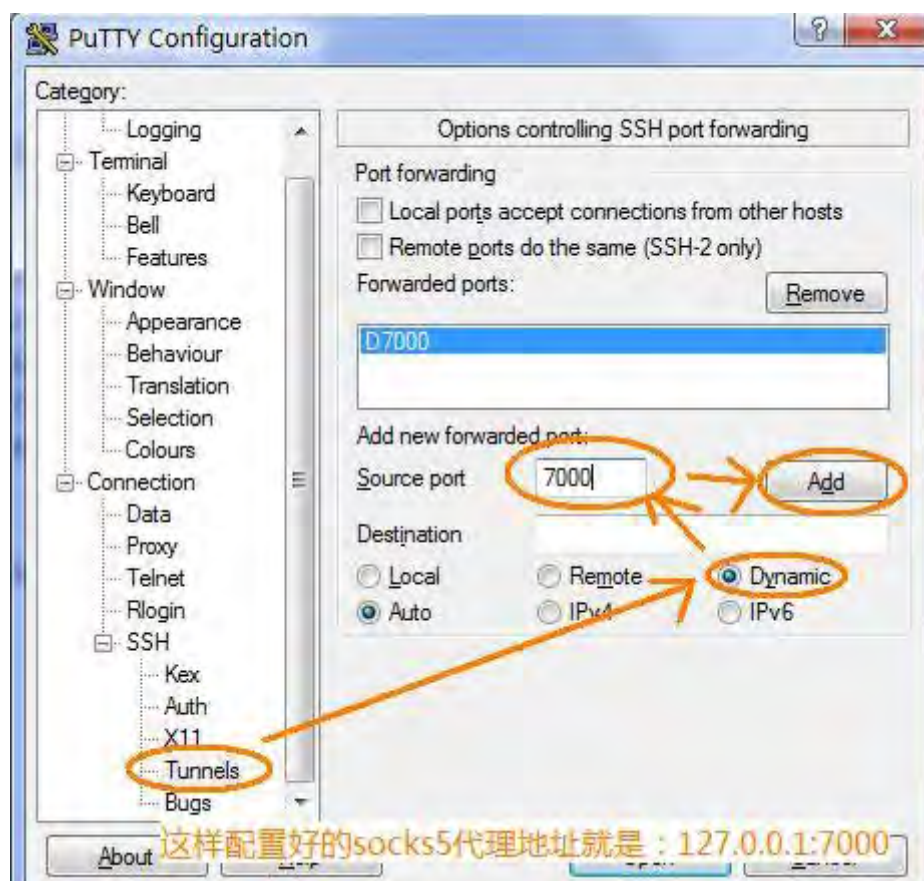 PuTTY Configuration
Category:
Logging
Terminal
Keyboard
Bell
Features
Window
Appearance
Behaviour
Translation
Selection
Colours
Connection
Data
Proxy
Telnet
Rlogin
SSH
Kex
Auth
X11
Tunnels
Bugs
Options controlling SSH port forwarding
Port forwarding
Local ports accept connections from other hosts
Remote ports do the same (SSH-2 only)
Forwarded ports:
Remove
D7000
Add new forwarded port:
Source port 7000 Add
Destination
Local Remote Dynamic
Auto IPv4 IPv6
About
这样配置好的socks5代理地址就是：127.0.0.1:7000